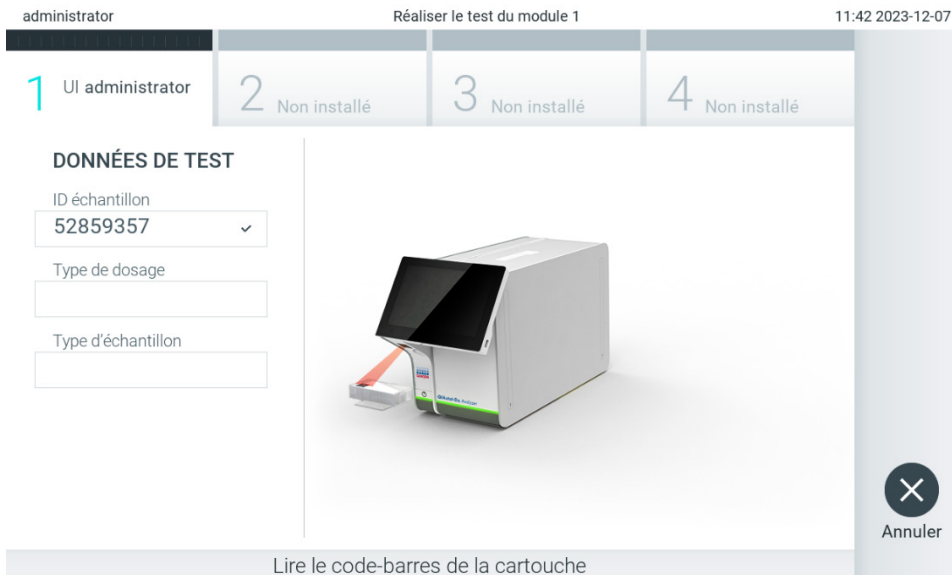 administrator
Réaliser le test du module 1
11:42 2023-12-07
1 UI administrator
2 Non installé
3 Non installé
4 Non installé
DONNÉES DE TEST
ID échantillon
52859357
Type de dosage
Type d'échantillon
Annuler
Lire le code-barres de la cartouche